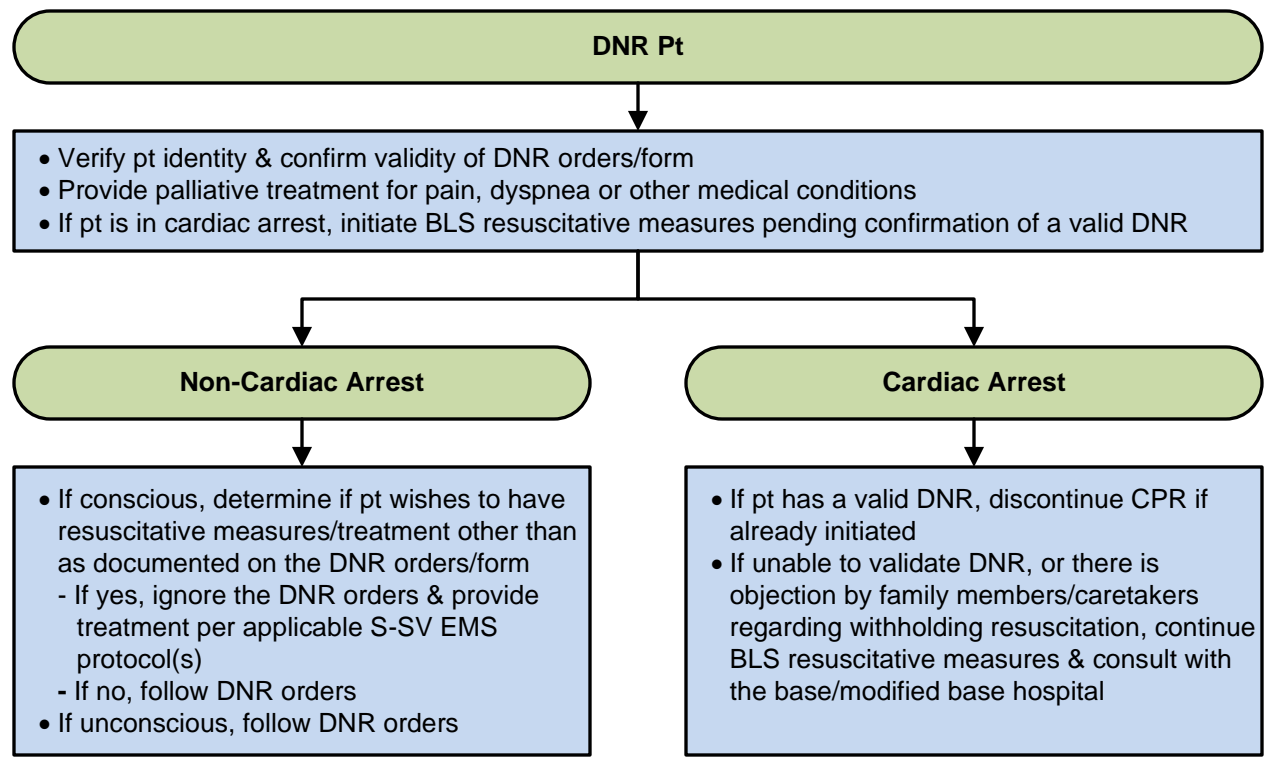 DNR Pt
• Verify pt identity & confirm validity of DNR orders/form
• Provide palliative treatment for pain, dyspnea or other medical conditions
• If pt is in cardiac arrest, initiate BLS resuscitative measures pending confirmation of a valid DNR
Non-Cardiac Arrest
• If conscious, determine if pt wishes to have
resuscitative measures/treatment other than
as documented on the DNR orders/form
- If yes, ignore the DNR orders & provide
treatment per applicable S-SV EMS
protocol(s)
- If no, follow DNR orders
• If unconscious, follow DNR orders
Cardiac Arrest
• If pt has a valid DNR, discontinue CPR if
already initiated
• If unable to validate DNR, or there is
objection by family members/caretakers
regarding withholding resuscitation, continue
BLS resuscitative measures & consult with
the base/modified base hospital